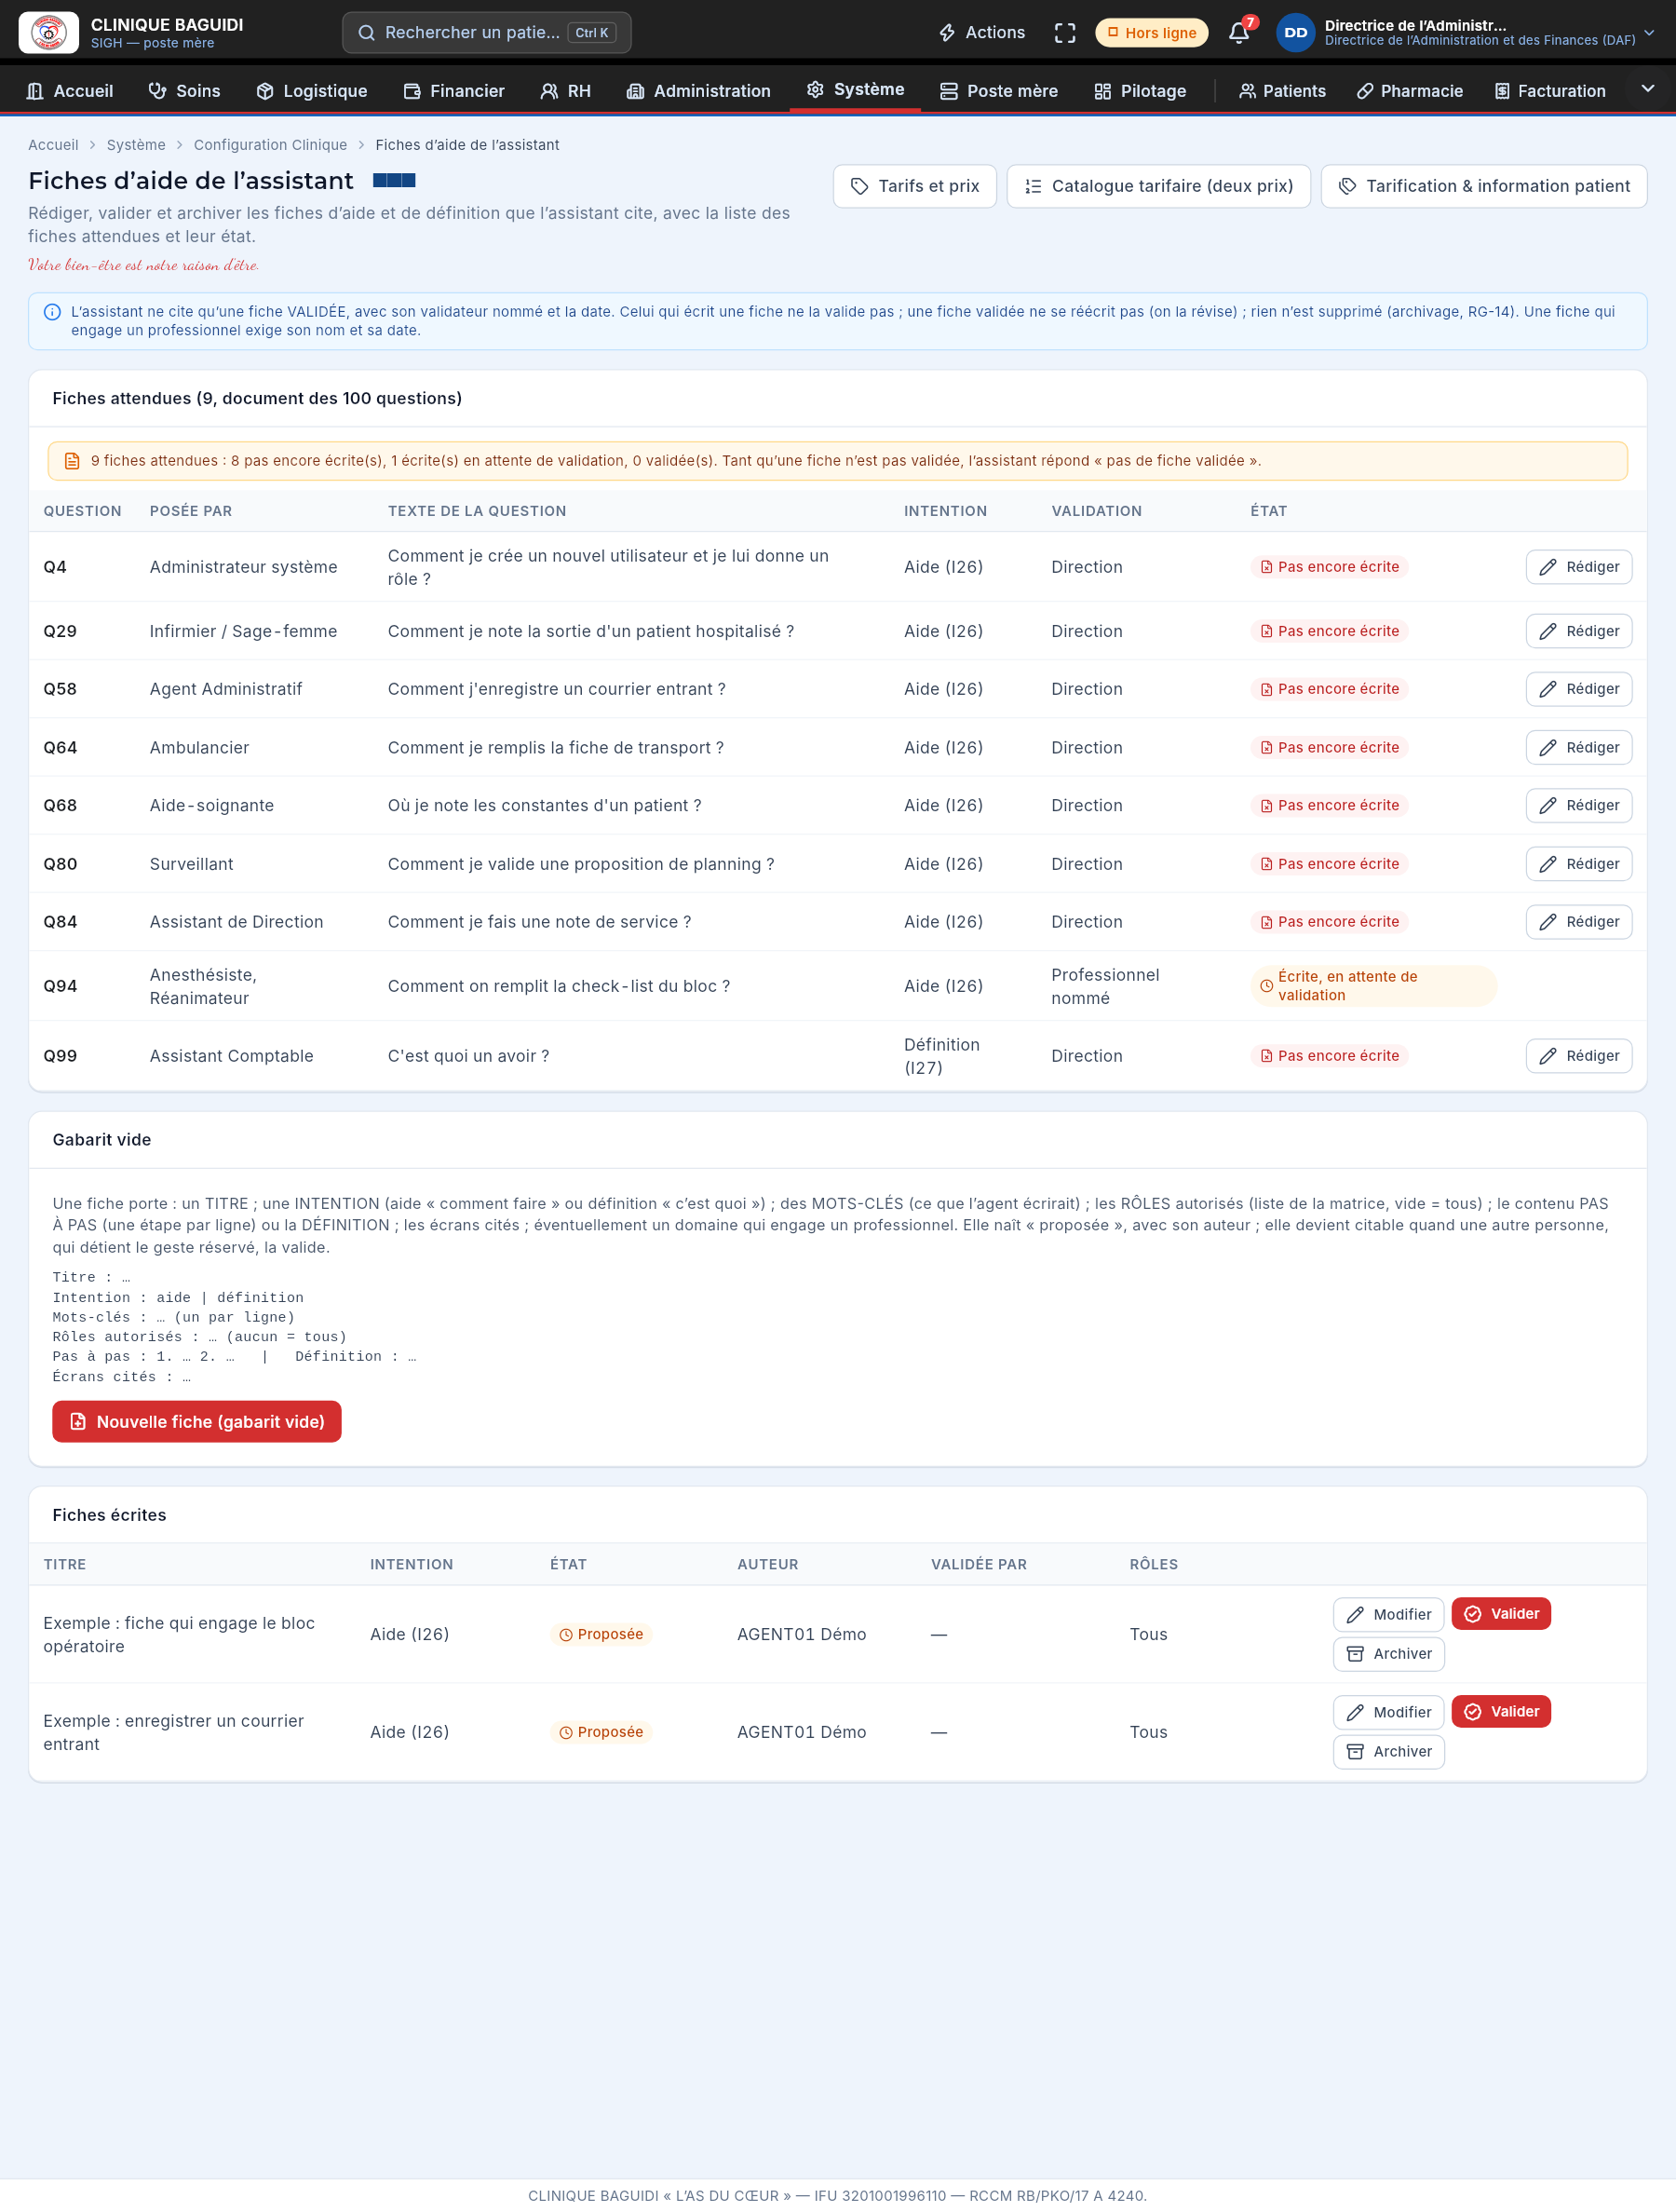 CLINIQUE BAGUIDI
SIGH — poste mère
Rechercher un patie... Ctrl K
Actions
Hors ligne
7
DD
Directrice de l’Administr...
Directrice de l’Administration et des Finances (DAF)
Accueil Soins Logistique Financier RH Administration Système Poste mère Pilotage Patients Pharmacie Facturation
Accueil > Système > Configuration Clinique > Fiches d’aide de l’assistant
Fiches d’aide de l’assistant
Tarifs et prix Catalogue tarifaire (deux prix) Tarification & information patient
Rédiger, valider et archiver les fiches d’aide et de définition que l’assistant cite, avec la liste des
fiches attendues et leur état.
Votre bien-être est notre raison d'être.
L’assistant ne cite qu’une fiche VALIDÉE, avec son validateur nommé et la date. Celui qui écrit une fiche ne la valide pas ; une fiche validée ne se réécrit pas (on la révise) ; rien n’est supprimé (archivage, RG-14). Une fiche qui
engage un professionnel exige son nom et sa date.
Fiches attendues (9, document des 100 questions)
9 fiches attendues : 8 pas encore écrite(s), 1 écrite(s) en attente de validation, 0 validée(s). Tant qu’une fiche n’est pas validée, l’assistant répond « pas de fiche validée ».
QUESTION POSÉE PAR TEXTE DE LA QUESTION INTENTION VALIDATION ÉTAT
Q4 Administrateur système Comment je crée un nouvel utilisateur et je lui donne un
rôle ? Aide (I26) Direction Pas encore écrite Rédiger
Q29 Infirmier / Sage-femme Comment je note la sortie d'un patient hospitalisé ? Aide (I26) Direction Pas encore écrite Rédiger
Q58 Agent Administratif Comment j'enregistre un courrier entrant ? Aide (I26) Direction Pas encore écrite Rédiger
Q64 Ambulancier Comment je remplis la fiche de transport ? Aide (I26) Direction Pas encore écrite Rédiger
Q68 Aide-soignante Où je note les constantes d'un patient ? Aide (I26) Direction Pas encore écrite Rédiger
Q80 Surveillant Comment je valide une proposition de planning ? Aide (I26) Direction Pas encore écrite Rédiger
Q84 Assistant de Direction Comment je fais une note de service ? Aide (I26) Direction Pas encore écrite Rédiger
Q94 Anesthésiste,
Réanimateur Comment on remplit la check-list du bloc ? Aide (I26) Professionnel
nommé Écrite, en attente de
validation
Q99 Assistant Comptable C'est quoi un avoir ? Définition
(I27) Direction Pas encore écrite Rédiger
Gabarit vide
Une fiche porte : un TITRE ; une INTENTION (aide « comment faire » ou définition « c’est quoi ») ; des MOTS-CLÉS (ce que l’agent écrirait) ; les RÔLES autorisés (liste de la matrice, vide = tous) ; le contenu PAS
À PAS (une étape par ligne) ou la DÉFINITION ; les écrans cités ; éventuellement un domaine qui engage un professionnel. Elle naît « proposée », avec son auteur ; elle devient citable quand une autre personne,
qui détient le geste réservé, la valide.
Titre : …
Intention : aide | définition
Mots-clés : … (un par ligne)
Rôles autorisés : … (aucun = tous)
Pas à pas : 1. … 2. … | Définition : …
Écrans cités : …
Nouvelle fiche (gabarit vide)
Fiches écrites
TITRE INTENTION ÉTAT AUTEUR VALIDÉE PAR RÔLES
Exemple : fiche qui engage le bloc
opératoire Aide (I26) Proposée AGENT01 Démo — Tous Modifier Valider
Archiver
Exemple : enregistrer un courrier
entrant Aide (I26) Proposée AGENT01 Démo — Tous Modifier Valider
Archiver
CLINIQUE BAGUIDI « L’AS DU CŒUR » — IFU 3201001996110 — RCCM RB/PKO/17 A 4240.